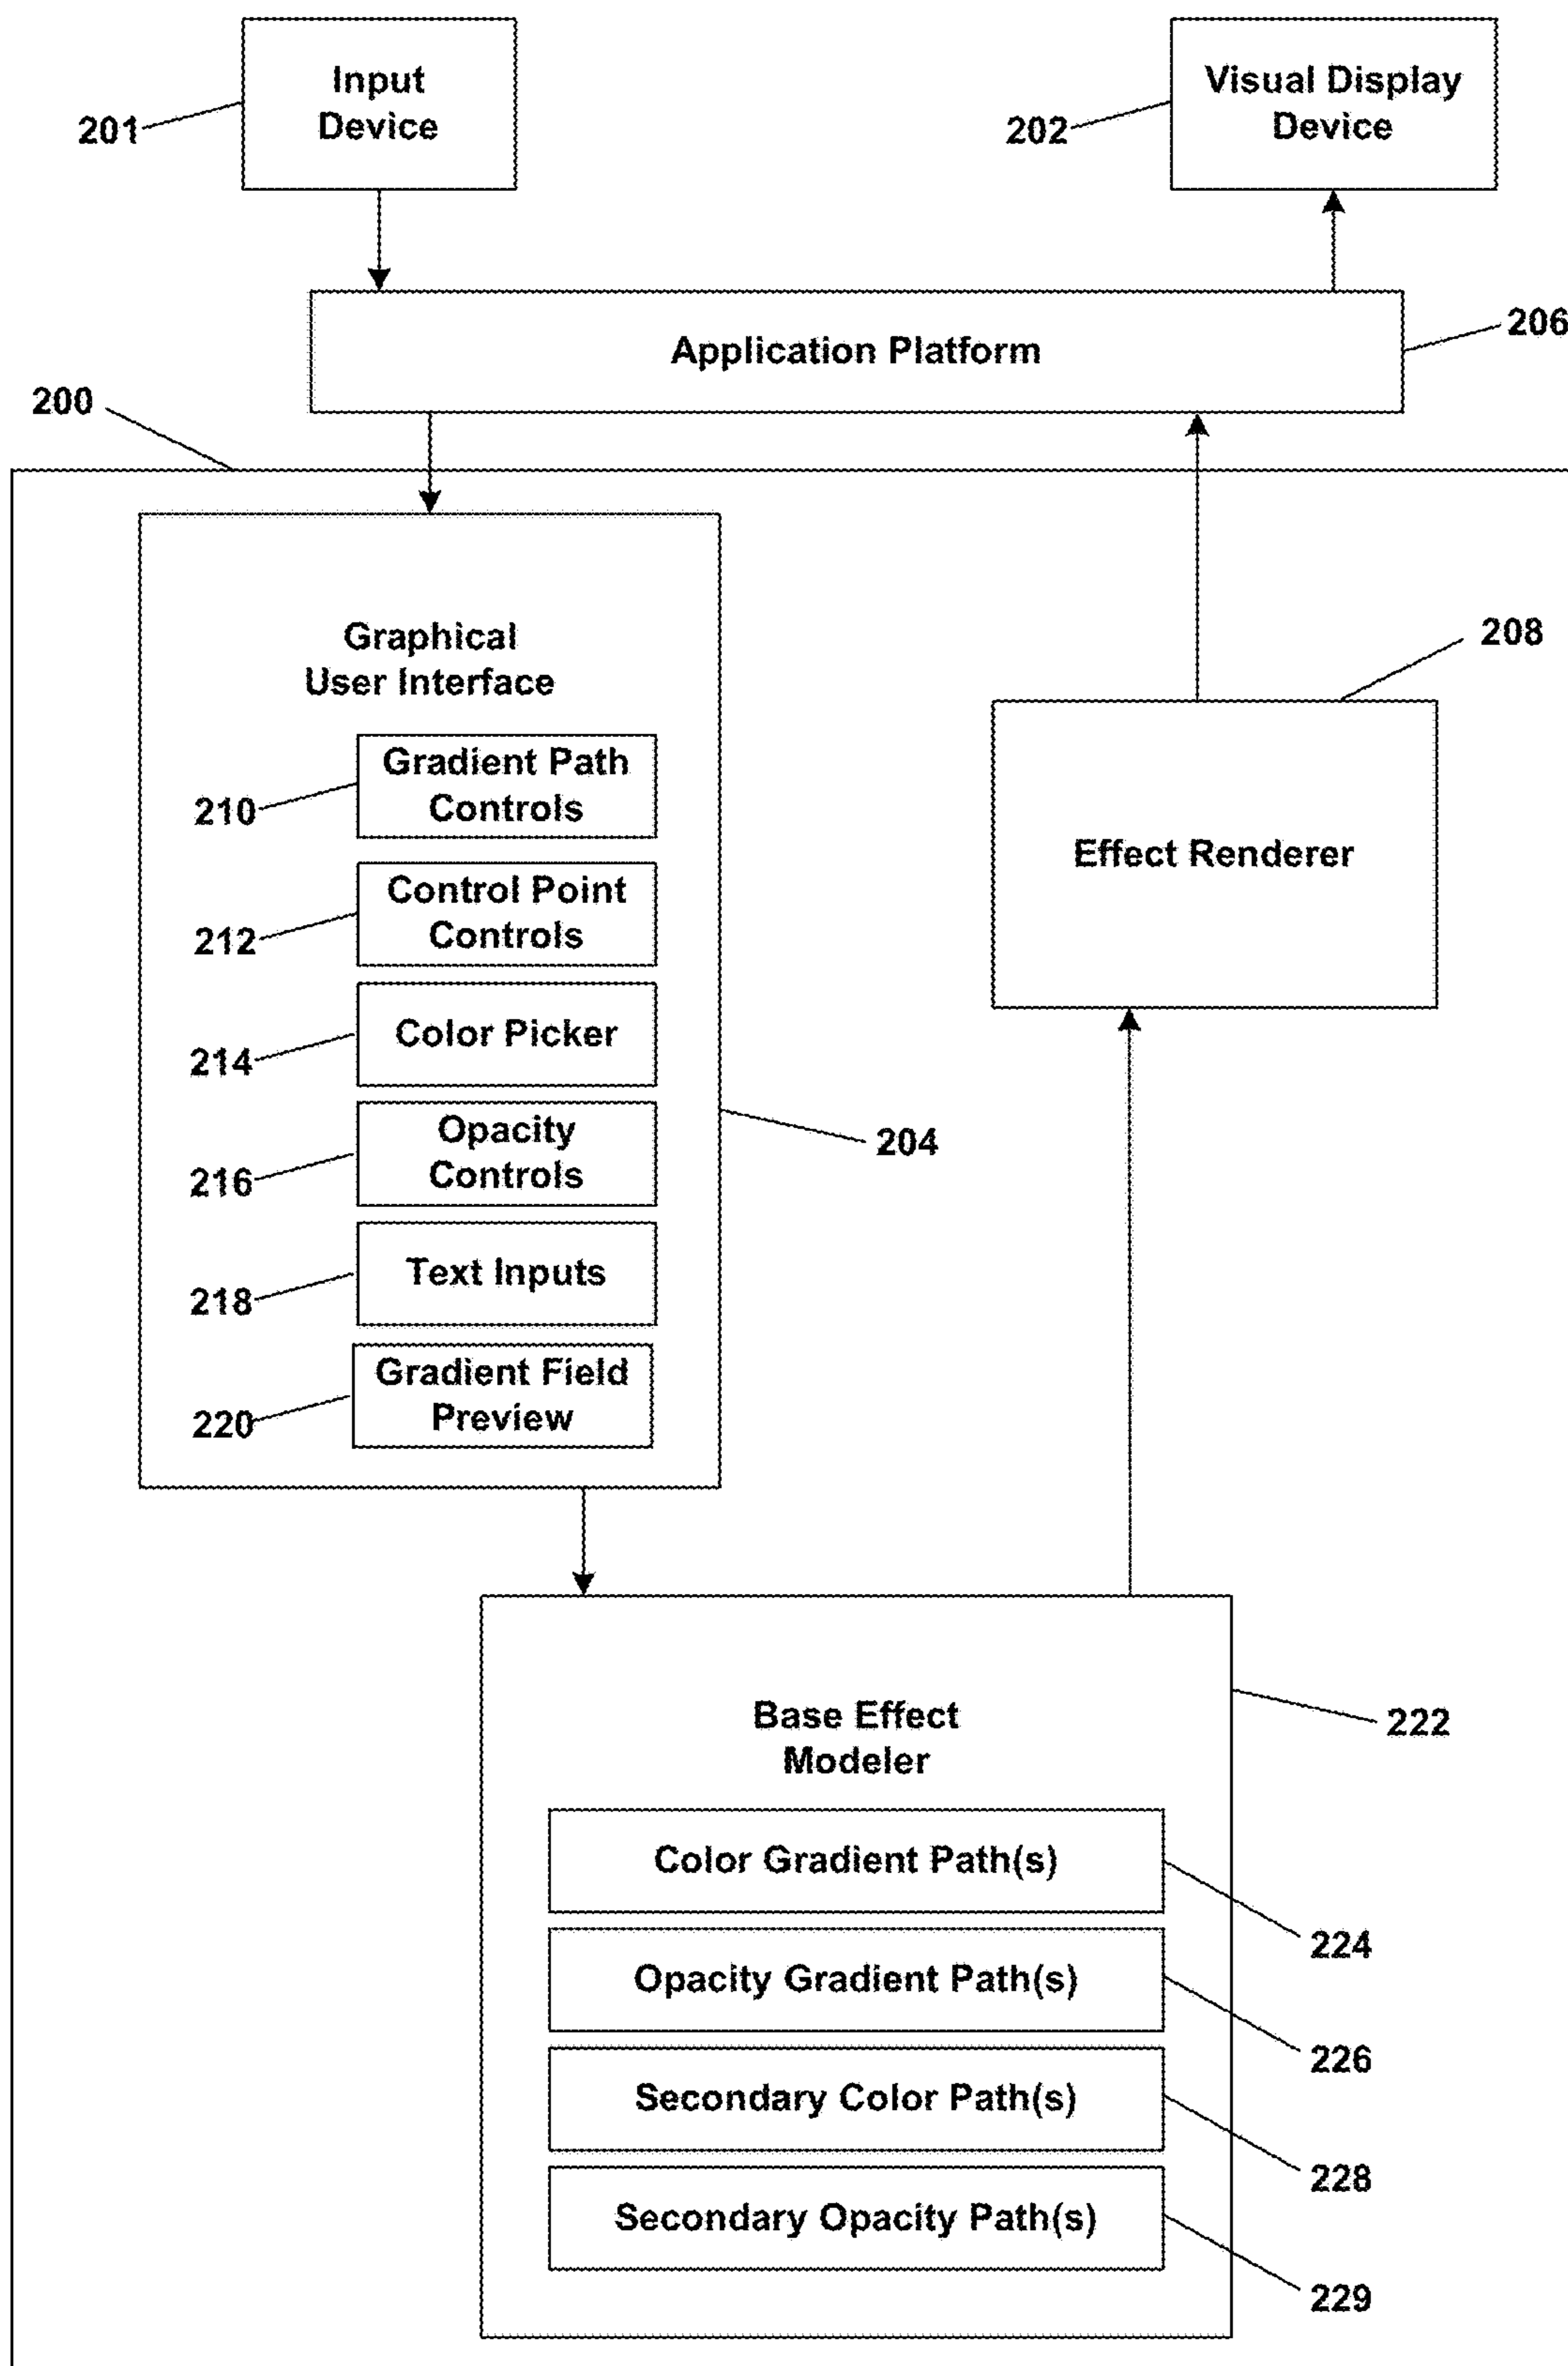 Input
Device
201
Visual Display
Device
202
Application Platform
206
200
Graphical
User Interface
Gradient Path
Controls
210
Control Point
Controls
212
Color Picker
214
Opacity
Controls
216
Text Inputs
218
Gradient Field
Preview
220
204
208
Effect Renderer
Base Effect
Modeler
222
Color Gradient Path(s)
224
Opacity Gradient Path(s)
226
Secondary Color Path(s)
228
Secondary Opacity Path(s)
229